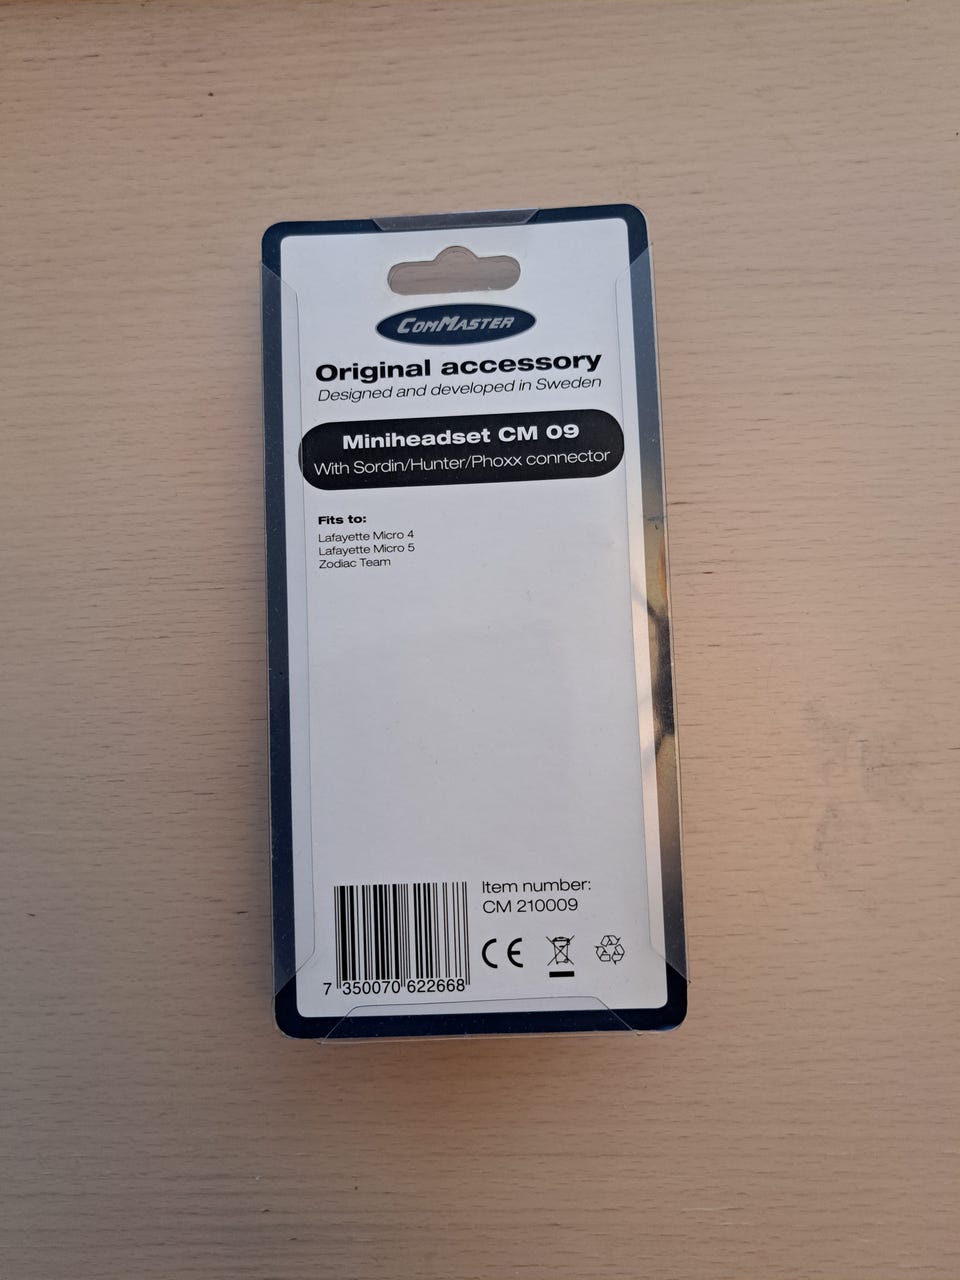 ComMaster
Original accessory
Designed and developed in Sweden
Miniheadset CM 09
With Sordin/Hunter/Phoxx connector
Fits to:
Lafayette Micro 4
Lafayette Micro 5
Zodiac Team
Item number:
CM 210009
CE
7 350070 622668